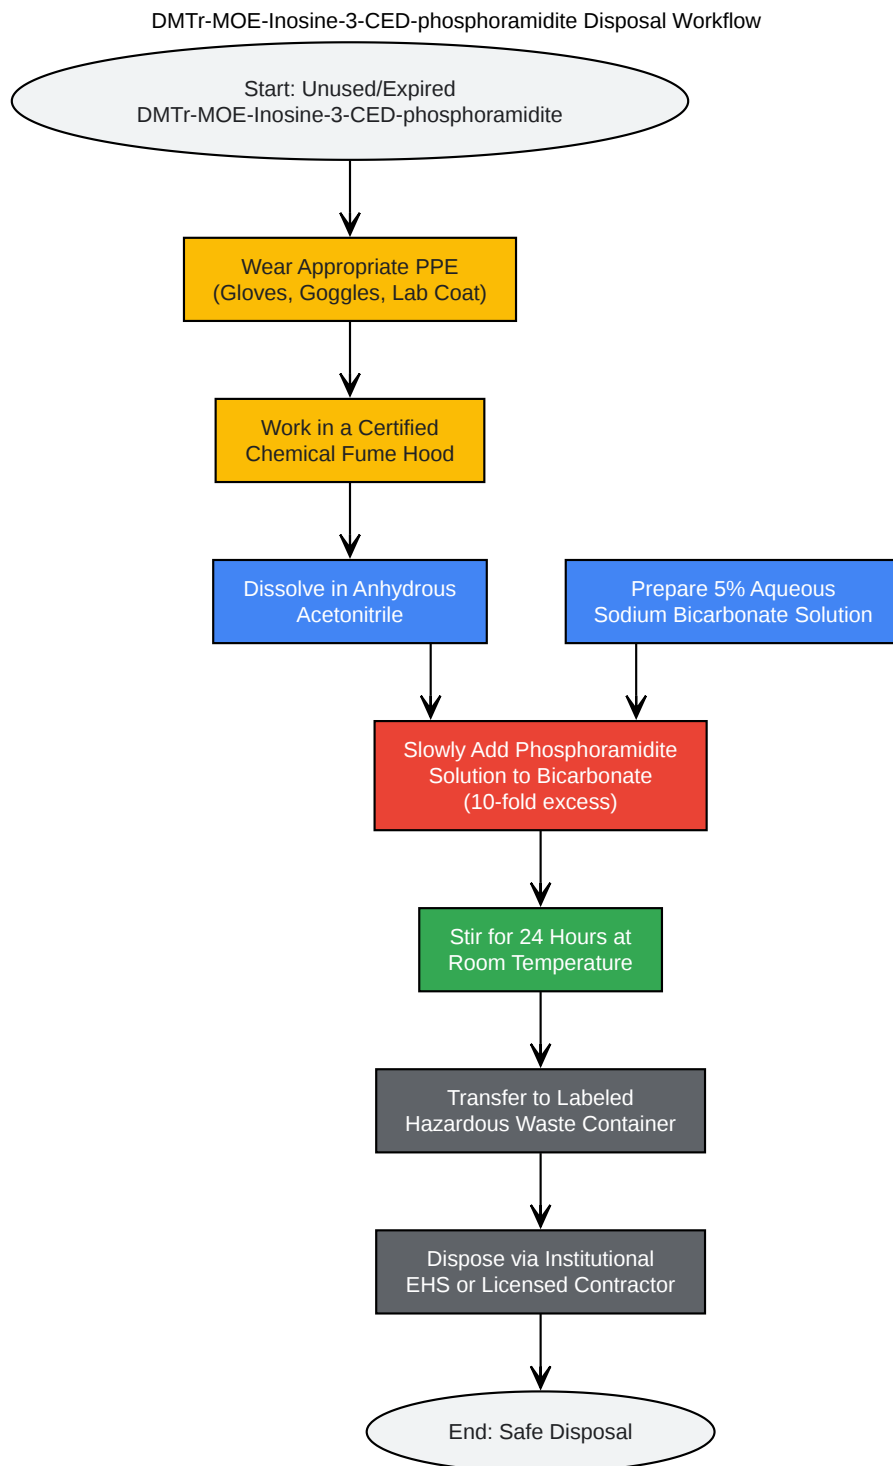 DMTr-MOE-Inosine-3-CED-phosphoramidite Disposal Workflow
Start: Unused/Expired
DMTr-MOE-Inosine-3-CED-phosphoramidite
Wear Appropriate PPE
(Gloves, Goggles, Lab Coat)
Work in a Certified
Chemical Fume Hood
Dissolve in Anhydrous
Acetonitrile
Prepare 5% Aqueous
Sodium Bicarbonate Solution
Slowly Add Phosphoramidite
Solution to Bicarbonate
(10-fold excess)
Stir for 24 Hours at
Room Temperature
Transfer to Labeled
Hazardous Waste Container
Dispose via Institutional
EHS or Licensed Contractor
End: Safe Disposal